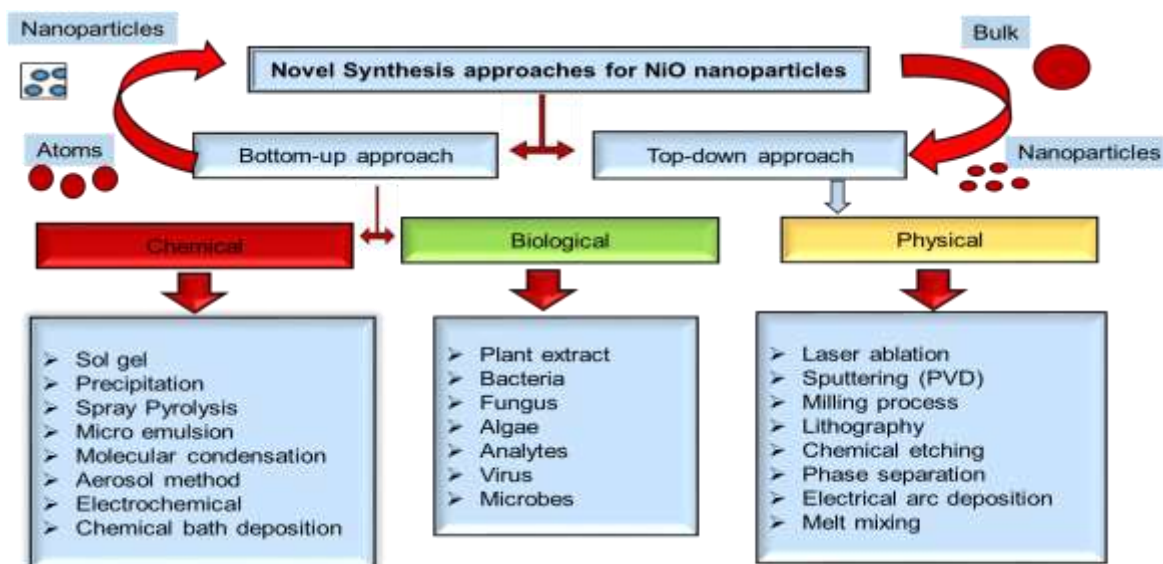 Nanoparticles
Bulk
Novel Synthesis approaches for NiO nanoparticles
Atoms
Bottom-up approach
Top-down approach
Nanoparticles
Chemical
Biological
Physical
Sol gel
Precipitation
Spray Pyrolysis
Micro emulsion
Molecular condensation
Aerosol method
Electrochemical
Chemical bath deposition
Plant extract
Bacteria
Fungus
Algae
Analytes
Virus
Microbes
Laser ablation
Sputtering (PVD)
Milling process
Lithography
Chemical etching
Phase separation
Electrical arc deposition
Melt mixing